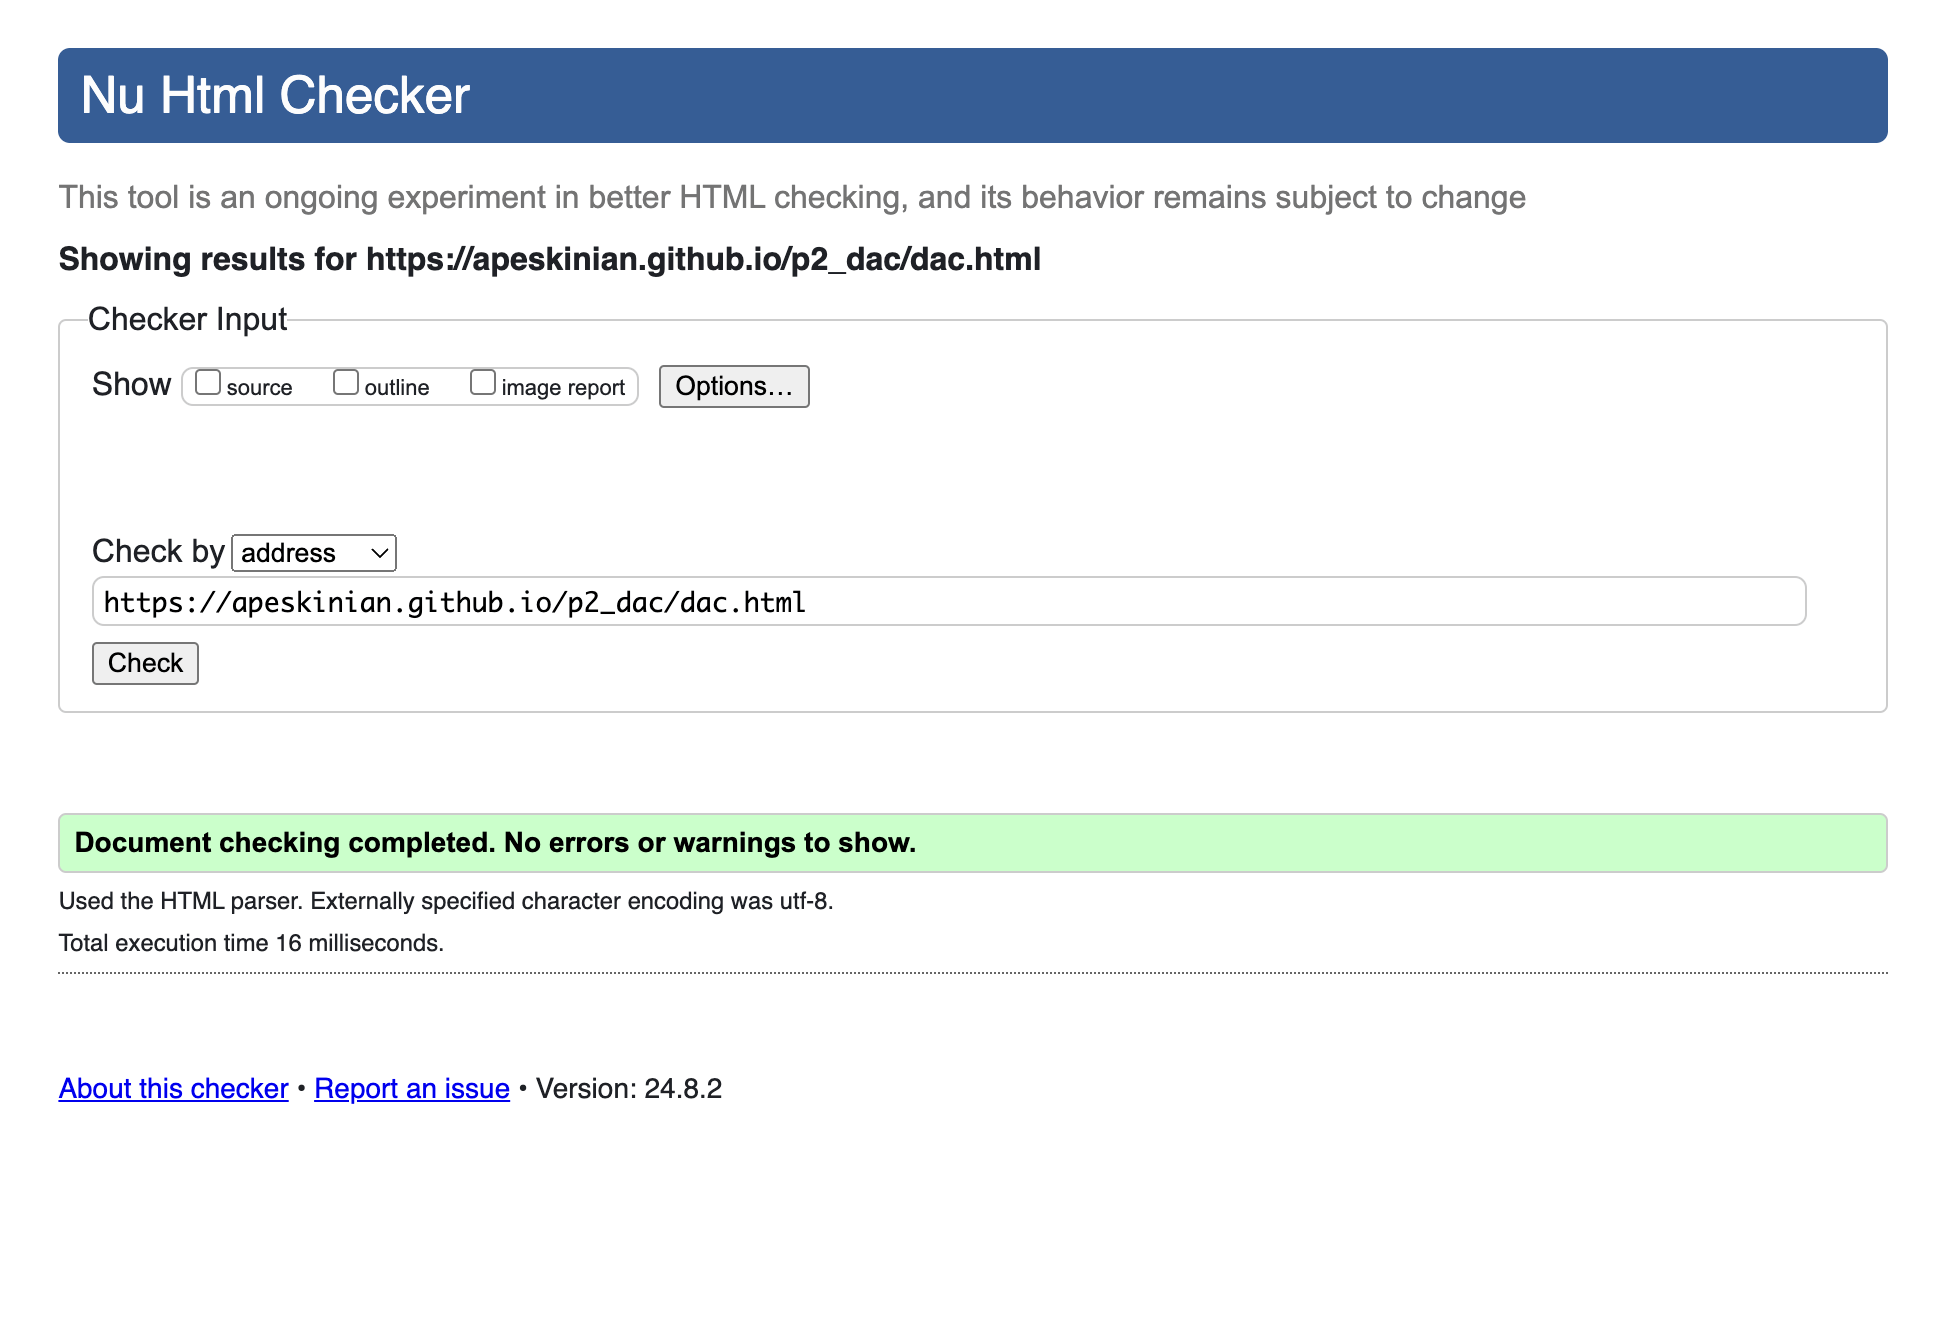 Nu Html Checker
This tool is an ongoing experiment in better HTML checking, and its behavior remains subject to change
Showing results for https://apeskinian.github.io/p2_dac/dac.html
Checker Input
Show source outline image report Options…
Check by address
https://apeskinian.github.io/p2_dac/dac.html
Check
Document checking completed. No errors or warnings to show.
Used the HTML parser. Externally specified character encoding was utf-8.
Total execution time 16 milliseconds.
About this checker • Report an issue • Version: 24.8.2